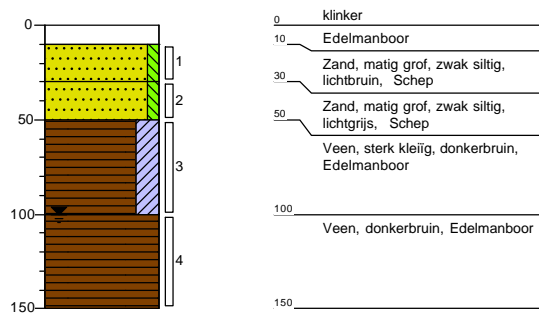 0
50
100
150
1
2
3
4
0
klinker
10
Edelmanboor
30
Zand, matig grof, zwak siltig,
lichtbruin, Schep
50
Zand, matig grof, zwak siltig,
lichtgrijs, Schep
Veen, sterk kleiïg, donkerbruin,
Edelmanboor
100
Veen, donkerbruin, Edelmanboor
150